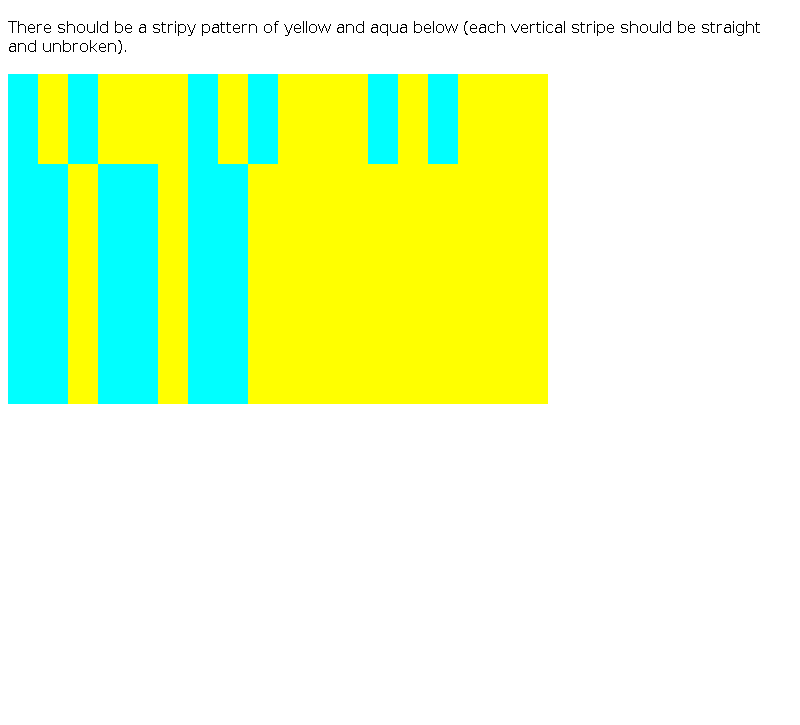 There should be a stripy pattern of yellow and aqua below (each vertical stripe should be straight
and unbroken).